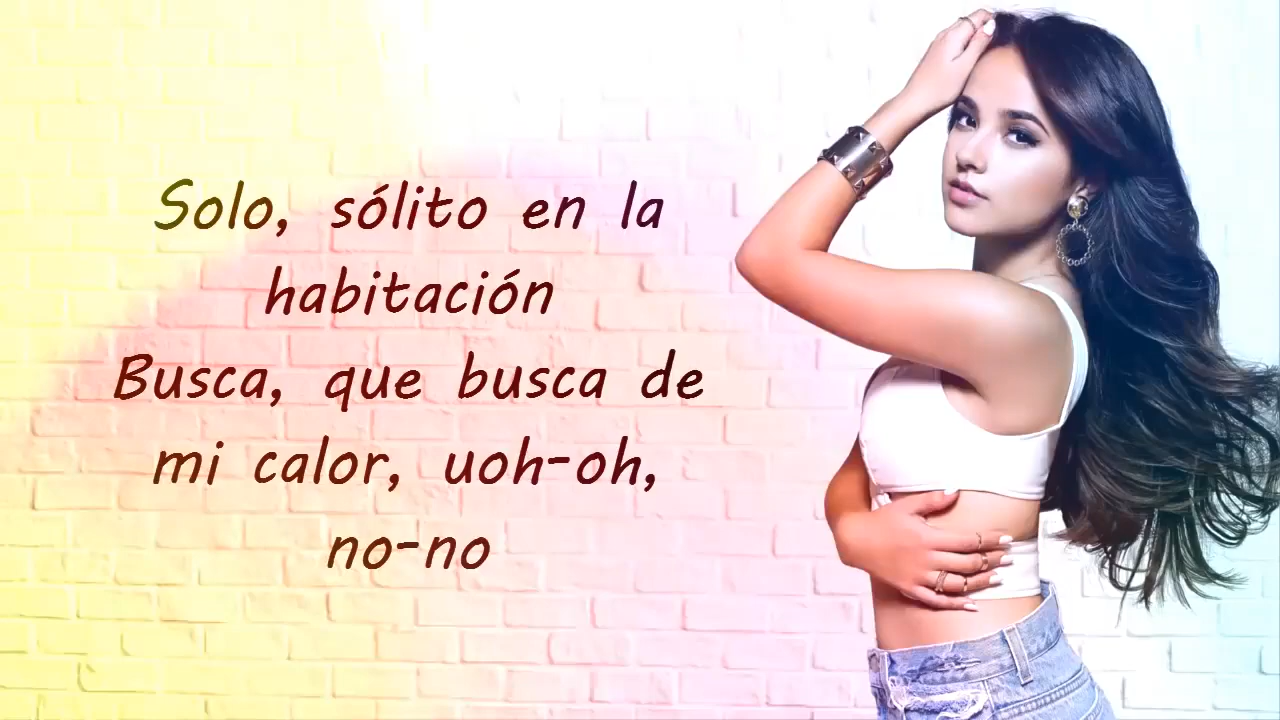 Solo, sólito en la
habitación
Busca, que busca de
mi calor, uoh-oh,
no-no